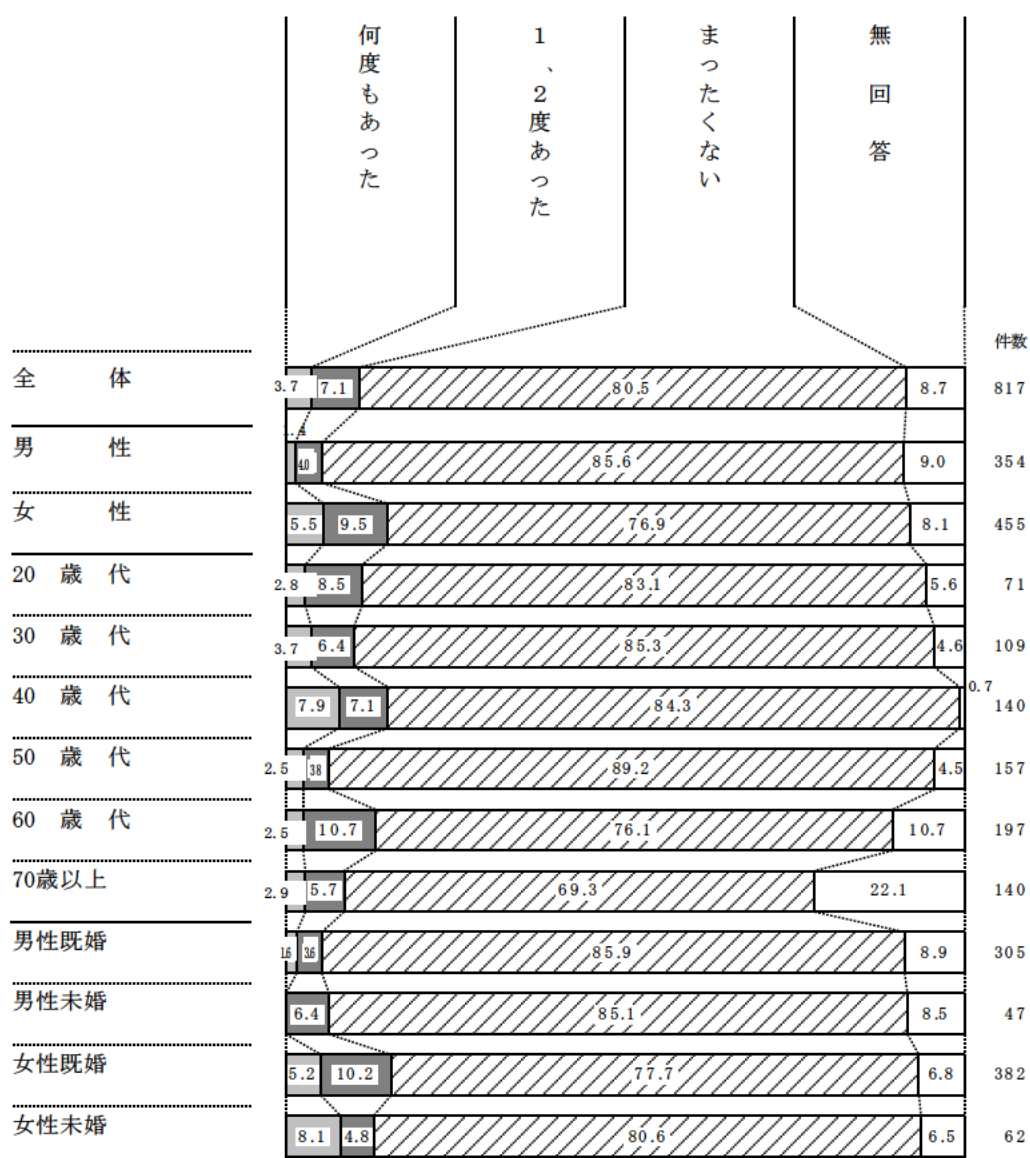 何度もあった
1、2度あった
まったくない
無回答
件数
全体 3.7 7.1 80.5 8.7 817
男性 1.4 4.0 85.6 9.0 354
女性 5.5 9.5 76.9 8.1 455
20歳代 2.8 8.5 83.1 5.6 71
30歳代 3.7 6.4 85.3 4.6 109
40歳代 7.9 7.1 84.3 0.7 140
50歳代 2.5 3.8 89.2 4.5 157
60歳代 2.5 10.7 76.1 10.7 197
70歳以上 2.9 5.7 69.3 22.1 140
男性既婚 1.6 3.6 85.9 8.9 305
男性未婚 6.4 85.1 8.5 47
女性既婚 5.2 10.2 77.7 6.8 382
女性未婚 8.1 4.8 80.6 6.5 62